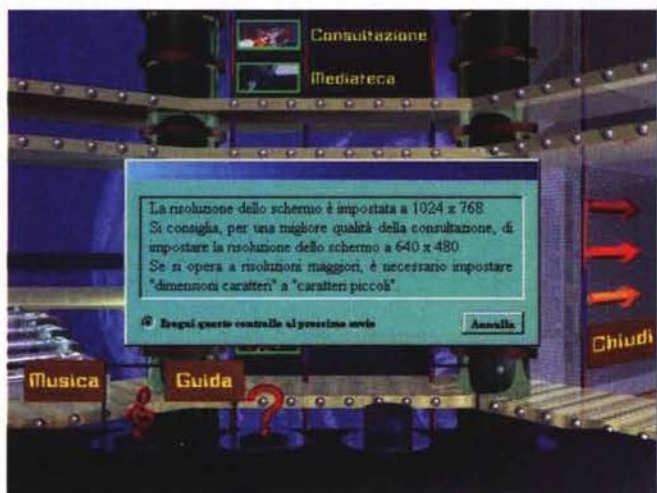 Consultazione
Mediateca
La risoluzione dello schermo è impostata a 1024 x 768
Si consiglia, per una migliore qualità della consultazione, di
impostare la risoluzione dello schermo a 640 x 480
Se si opera a risoluzioni maggiori, è necessario impostare
"dimensioni caratteri" a "caratteri piccoli"
Esegui questo controllo al prossimo avvio
Annulla
Chiudi
Musica
Guida